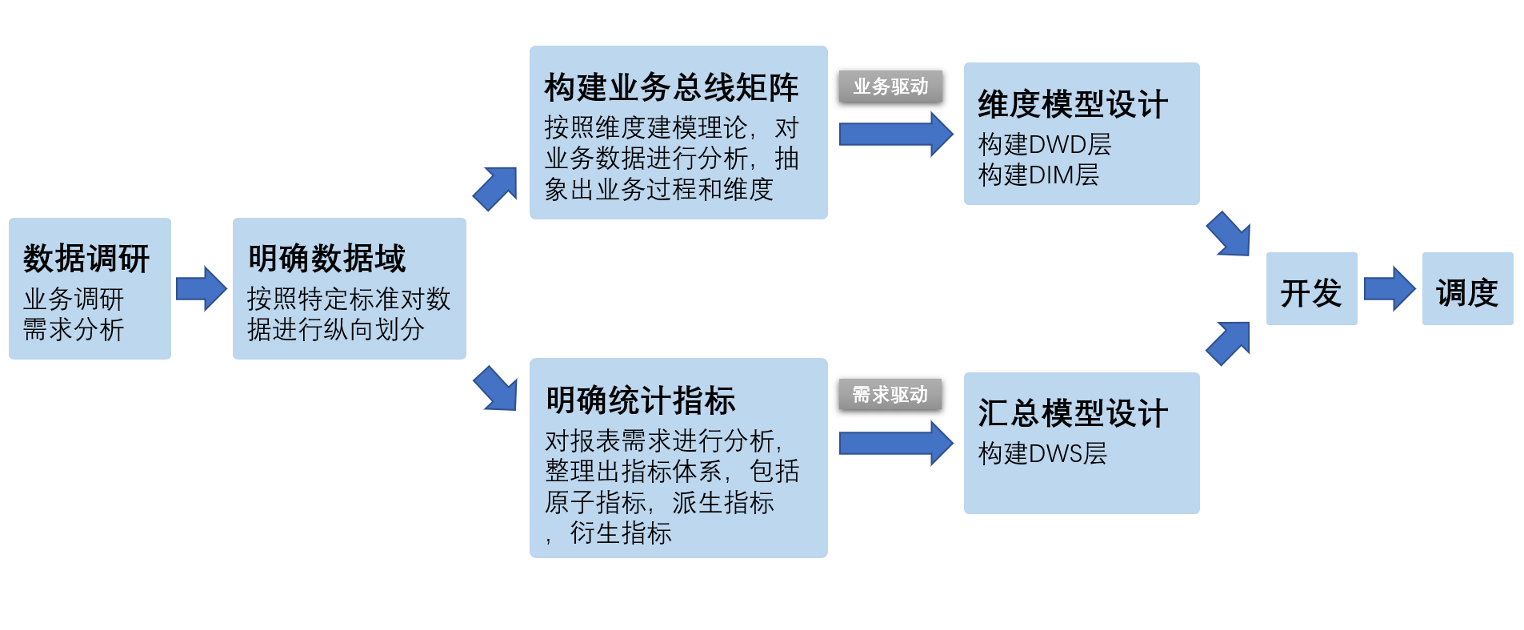 数据调研
业务调研
需求分析
明确数据域
按照特定标准对数
据进行纵向划分
构建业务总线矩阵
按照维度建模理论，对
业务数据进行分析，抽
象出业务过程和维度
业务驱动
维度模型设计
构建DWD层
构建DIM层
明确统计指标
对报表需求进行分析，
整理出指标体系，包括
原子指标，派生指标
，衍生指标
需求驱动
汇总模型设计
构建DWS层
开发
调度